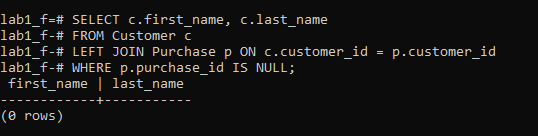 lab1_f=# SELECT c.first_name, c.last_name
lab1_f-# FROM Customer c
lab1_f-# LEFT JOIN Purchase p ON c.customer_id = p.customer_id
lab1_f-# WHERE p.purchase_id IS NULL;
 first_name | last_name
------------+-----------
(0 rows)